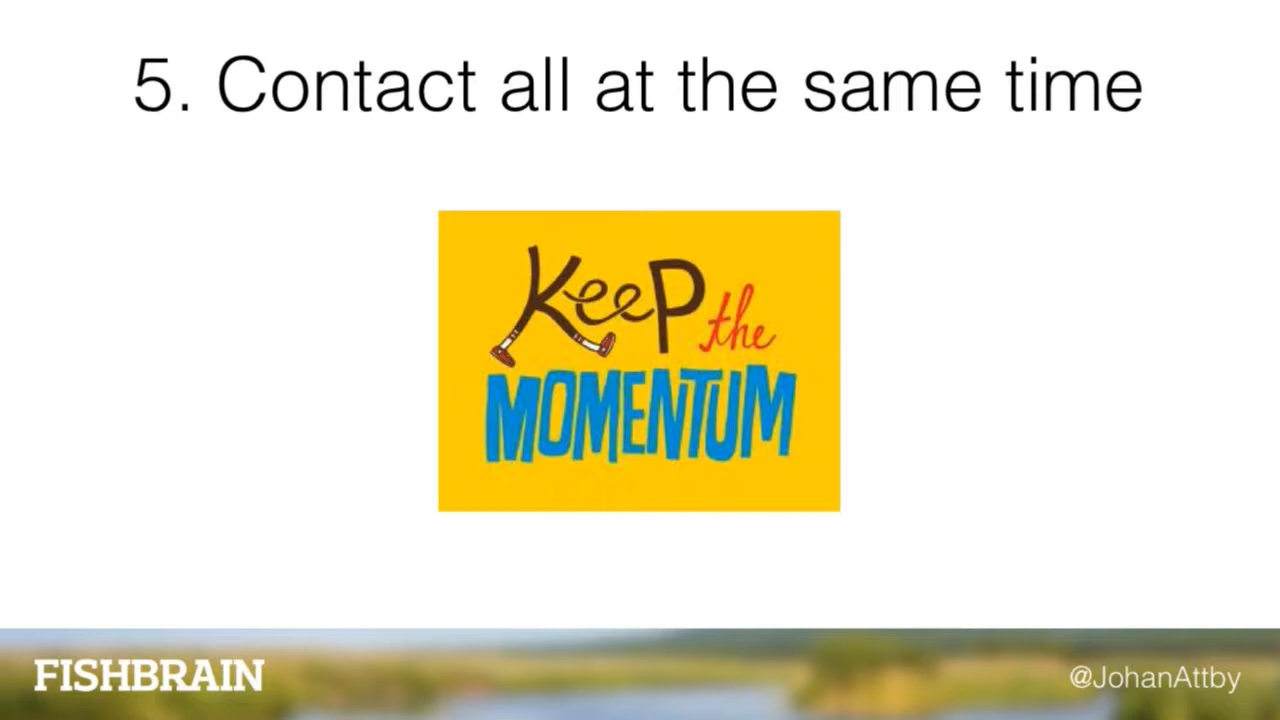 5. Contact all at the same time
KeeP the
MOMENTUM
FISHBRAIN
@JohanAttby